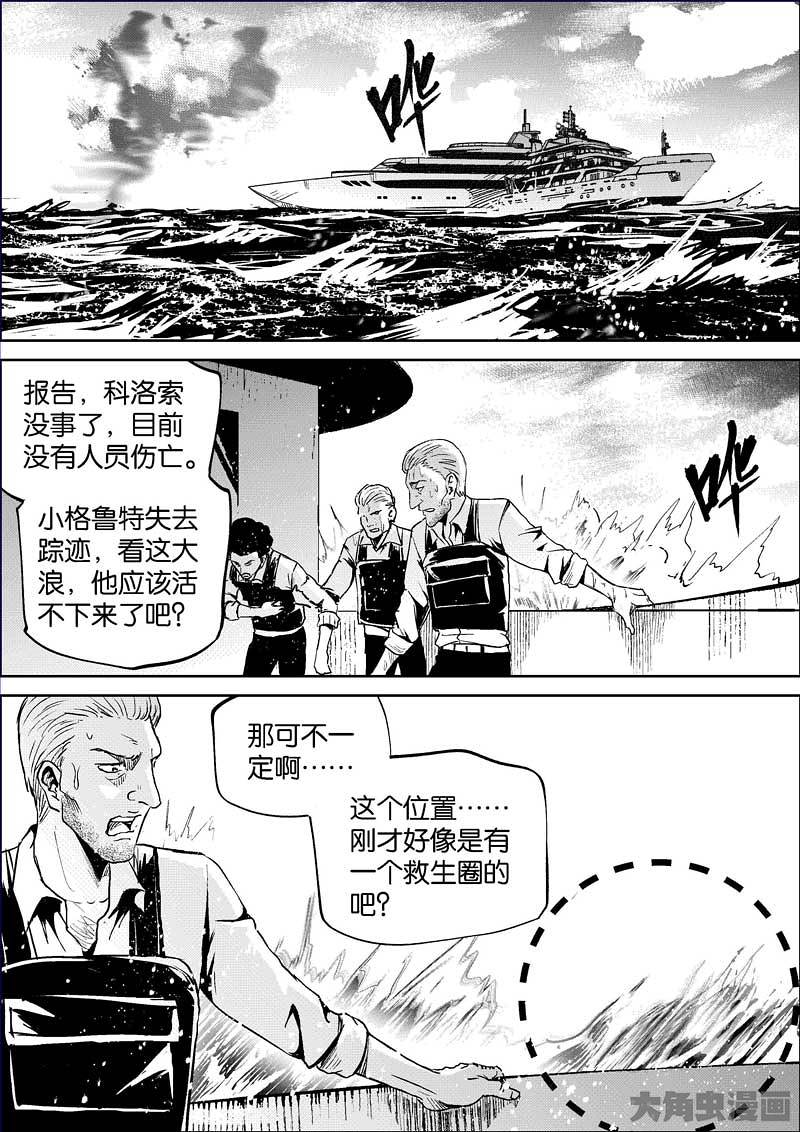 哗
报告，科洛索
没事了，目前
没有人员伤亡。
小格鲁特失去
踪迹，看这大
浪，他应该活
不下来了吧？
哗
那可不一
定啊……
这个位置……
刚才好像是有
一个救生圈的
吧？
大角虫漫画